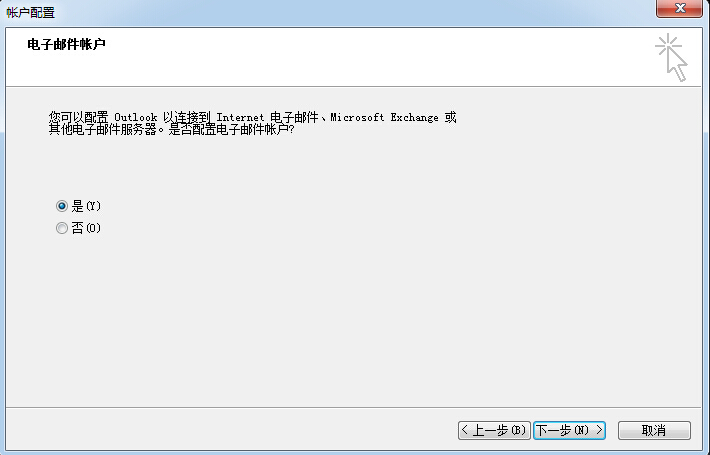 帐户配置
电子邮件帐户
您可以配置 Outlook 以连接到 Internet 电子邮件、Microsoft Exchange 或
其他电子邮件服务器。是否配置电子邮件帐户?
是(Y)
否(O)
< 上一步(B) 下一步(N) > 取消